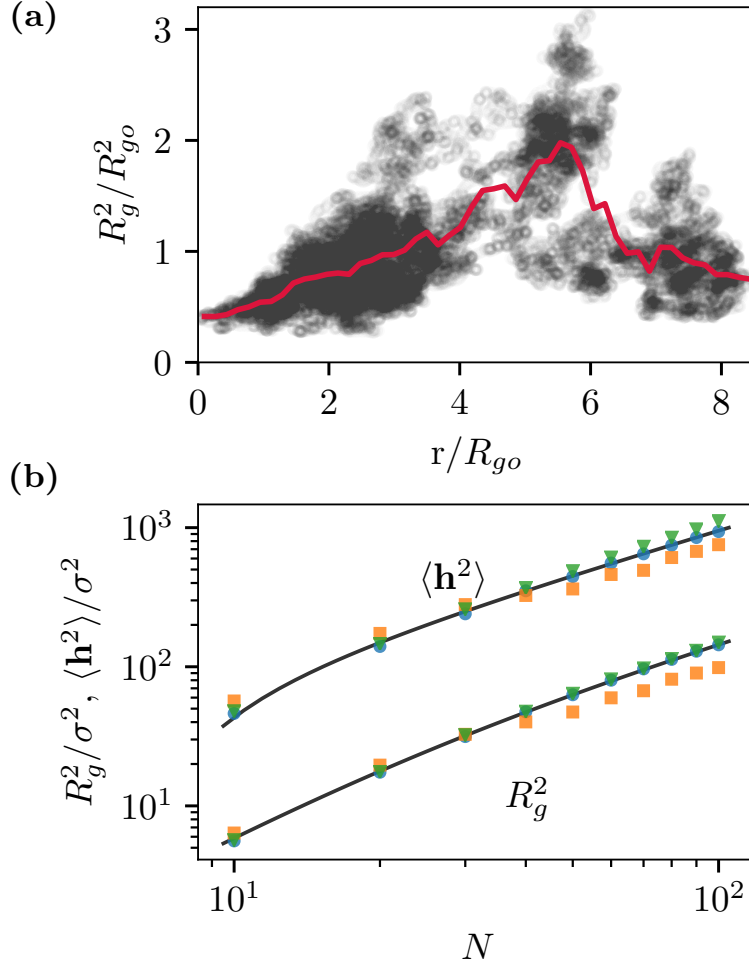 (a)
3
2
1
0
R_g^2/R_{go}^2
0 2 4 6 8
r/R_{go}
(b)
10^3
10^2
10^1
R_g^2/σ^2, ⟨h^2⟩/σ^2
⟨h^2⟩
R_g^2
10^1 10^2
N